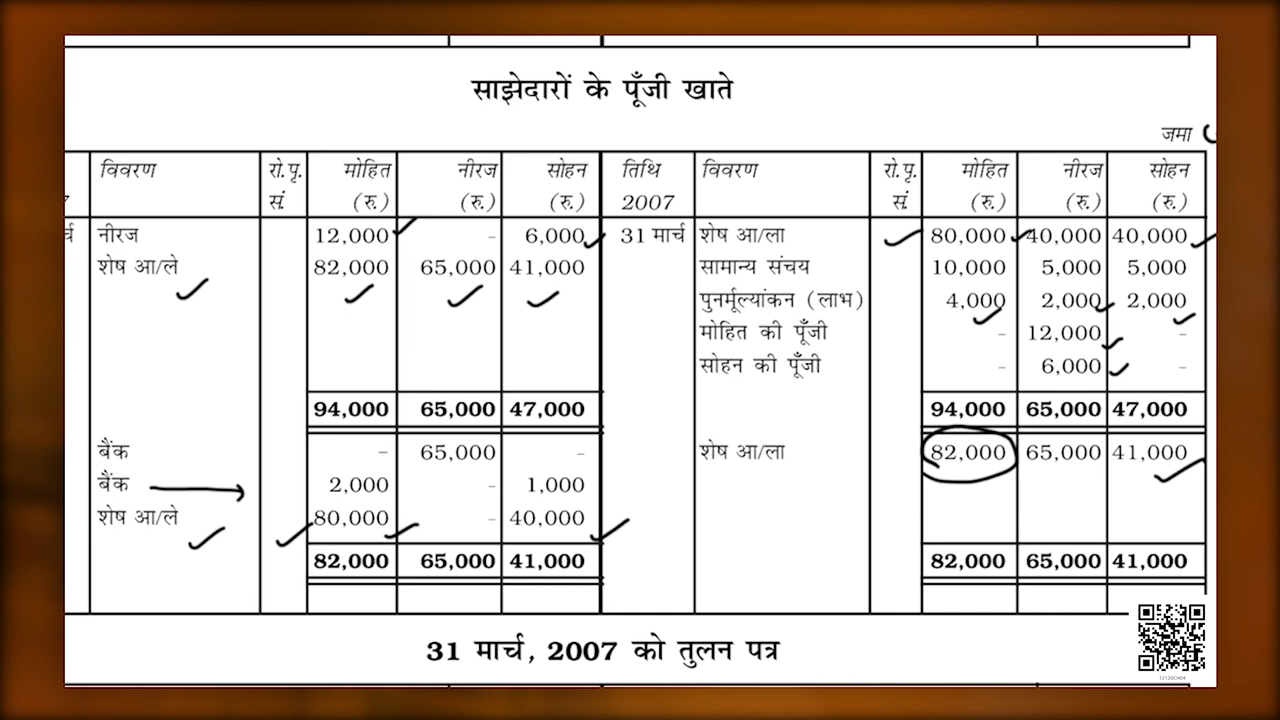 साझेदारों के पूँजी खाते
जमा
विवरण रो.पृ. मोहित नीरज सोहन तिथि विवरण रो.पृ. मोहित नीरज सोहन
सं. (रु.) (रु.) (रु.) 2007 सं. (रु.) (रु.) (रु.)
नीरज 12,000 - 6,000 31 मार्च शेष आ/ला 80,000 40,000 40,000
शेष आ/ले 82,000 65,000 41,000 सामान्य संचय 10,000 5,000 5,000
पुनर्मूल्यांकन (लाभ) 4,000 2,000 2,000
मोहित की पूँजी - 12,000 -
सोहन की पूँजी - 6,000 -
94,000 65,000 47,000 94,000 65,000 47,000
बैंक - 65,000 - शेष आ/ला 82,000 65,000 41,000
बैंक 2,000 - 1,000
शेष आ/ले 80,000 - 40,000
82,000 65,000 41,000 82,000 65,000 41,000
31 मार्च, 2007 को तुलन पत्र
12120CH04